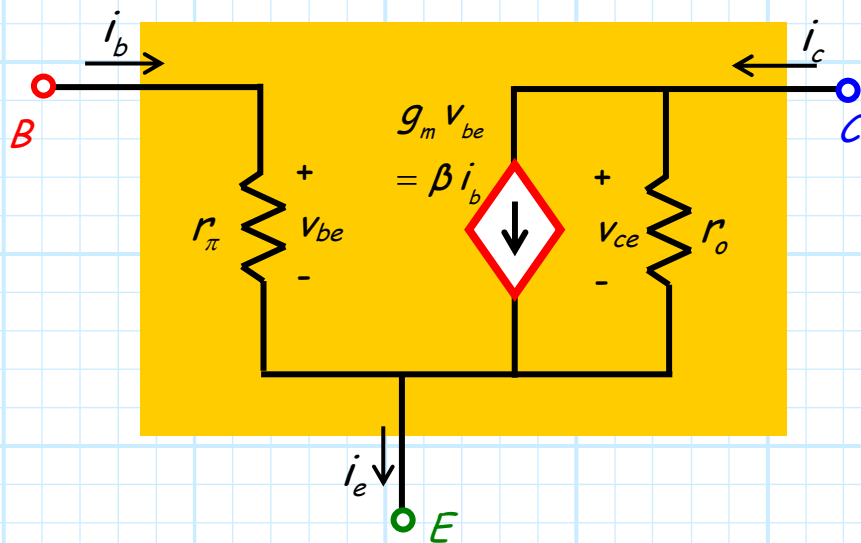 i_b
i_c
B
C
g_m v_be
= β i_b
+
v_be
-
r_π
+
v_ce
-
r_o
i_e
E